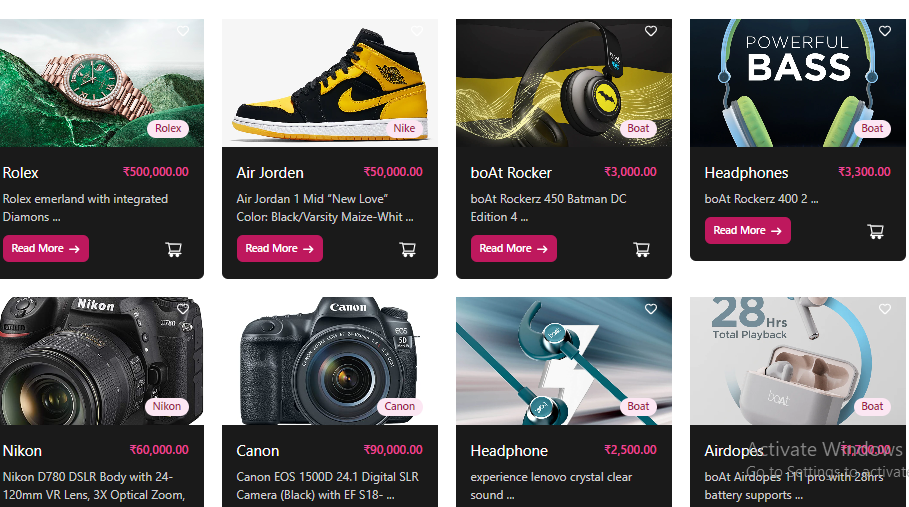 Rolex
Rolex ₹500,000.00
Rolex emerland with integrated
Diamons ...
Read More →
Nike
Air Jorden ₹50,000.00
Air Jordan 1 Mid “New Love”
Color: Black/Varsity Maize-Whit ...
Read More →
Boat
boAt Rocker ₹3,000.00
boAt Rockerz 450 Batman DC
Edition 4 ...
Read More →
POWERFUL
BASS
Boat
Headphones ₹3,300.00
boAt Rockerz 400 2 ...
Read More →
Nikon
D780
Nikon
Nikon ₹60,000.00
Nikon D780 DSLR Body with 24-
120mm VR Lens, 3X Optical Zoom,
Canon
EOS
5D
Canon
Canon ₹90,000.00
Canon EOS 1500D 24.1 Digital SLR
Camera (Black) with EF S18- ...
boAt
boAt
Boat
Headphone ₹2,500.00
experience lenovo crystal clear
sound ...
28 Hrs
Total Playback
boAt
Boat
Airdopes
boAt Airdopes 111 pro with 28hrs
battery supports ...
Activate Windows
Go to Settings to activat